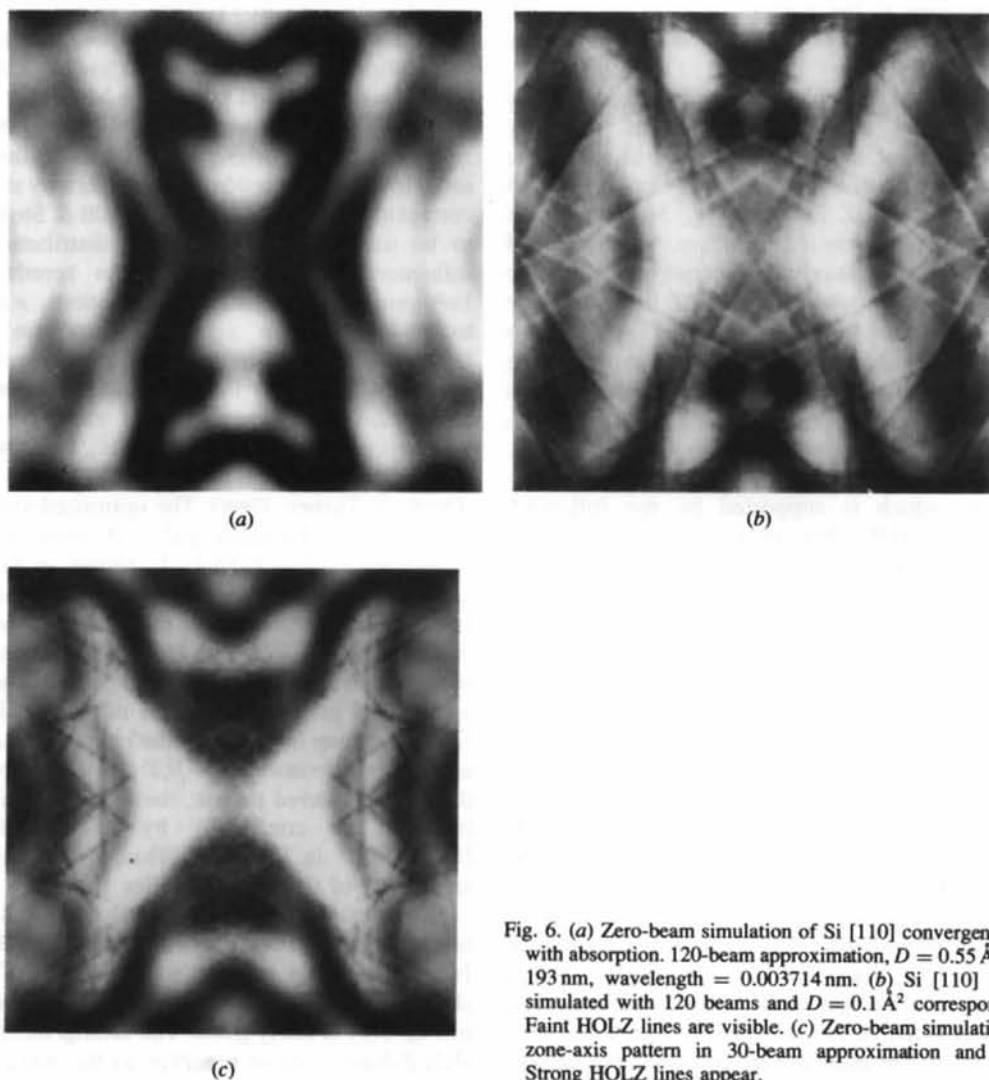 (a)
(b)
(c)
Fig. 6. (a) Zero-beam simulation of Si [110] convergen
with absorption. 120-beam approximation, D = 0.55 Å
193 nm, wavelength = 0.003714 nm. (b) Si [110]
simulated with 120 beams and D = 0.1 Å² correspor
Faint HOLZ lines are visible. (c) Zero-beam simulati
zone-axis pattern in 30-beam approximation and
Strong HOLZ lines appear.